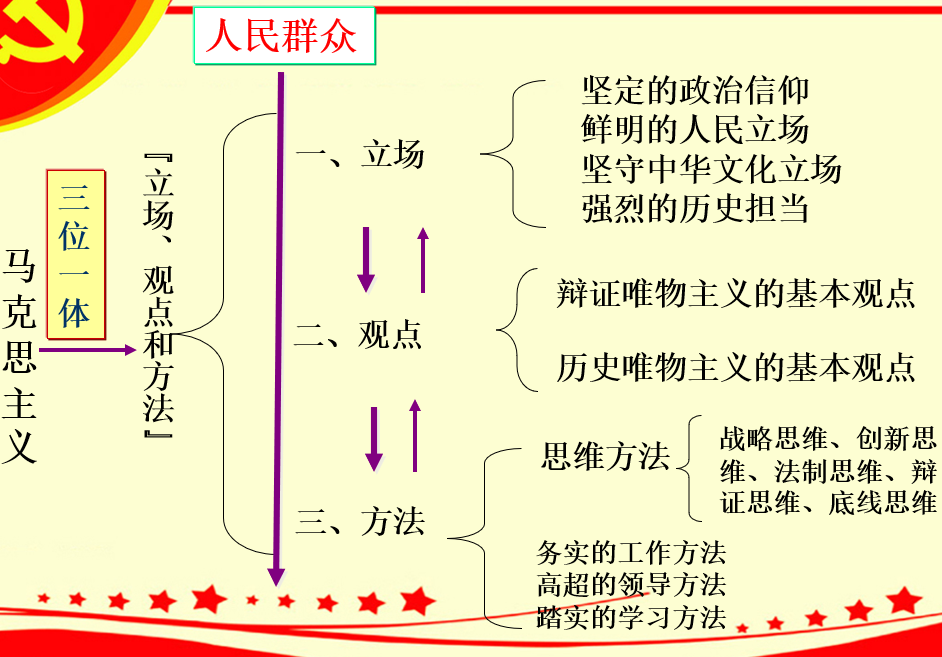 人民群众
马克思主义
三位一体
『立场、观点和方法』
一、立场
坚定的政治信仰
鲜明的人民立场
坚守中华文化立场
强烈的历史担当
二、观点
辩证唯物主义的基本观点
历史唯物主义的基本观点
三、方法
思维方法
战略思维、创新思
维、法制思维、辩
证思维、底线思维
务实的工作方法
高超的领导方法
踏实的学习方法